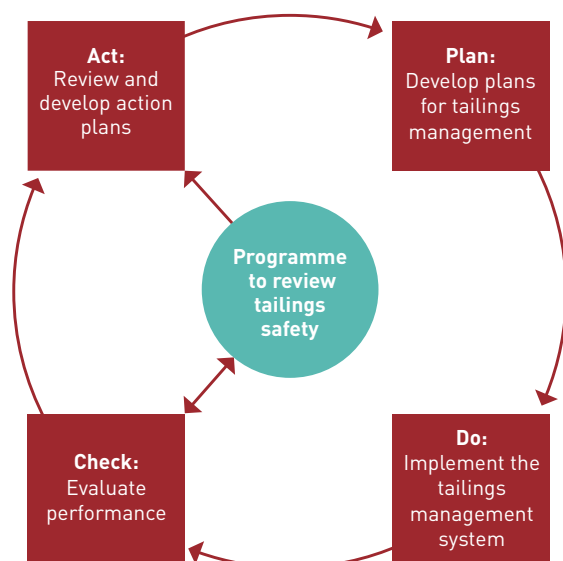 Act:
Review and
develop action
plans
Plan:
Develop plans
for tailings
management
Programme
to review
tailings
safety
Check:
Evaluate
performance
Do:
Implement the
tailings
management
system